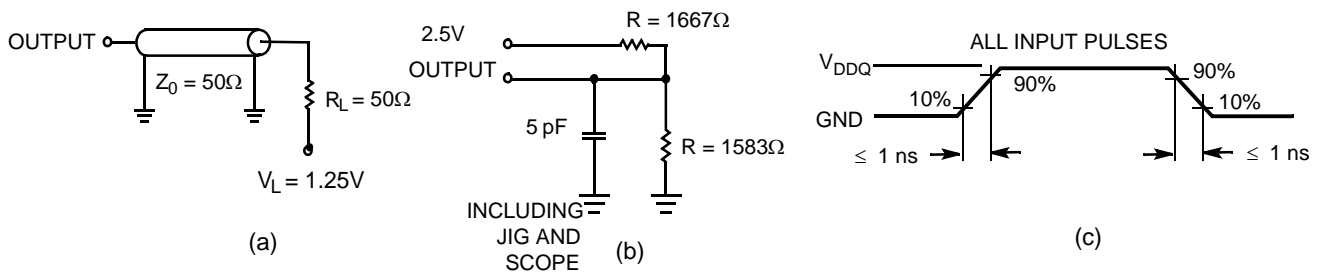 OUTPUT
Z0 = 50Ω
RL = 50Ω
VL = 1.25V
(a)
R = 1667Ω
2.5V
OUTPUT
5 pF
R = 1583Ω
INCLUDING
JIG AND
SCOPE
(b)
ALL INPUT PULSES
VDDQ
90%
90%
10%
10%
GND
≤ 1 ns
≤ 1 ns
(c)